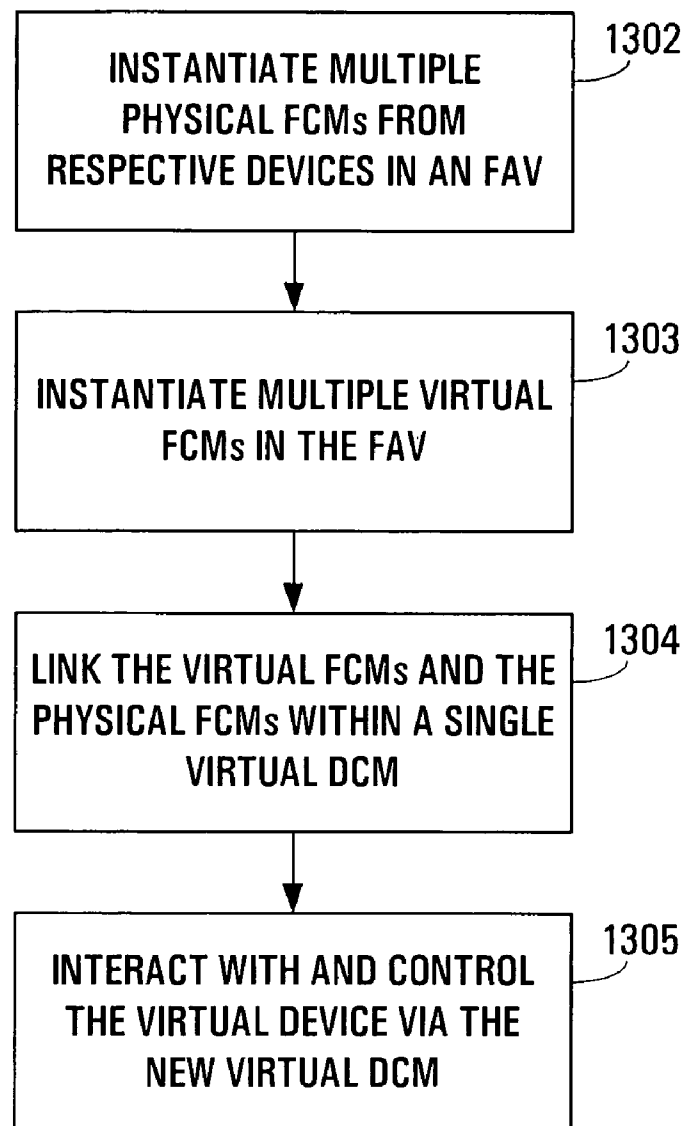 1302
INSTANTIATE MULTIPLE
PHYSICAL FCMs FROM
RESPECTIVE DEVICES IN AN FAV
1303
INSTANTIATE MULTIPLE VIRTUAL
FCMs IN THE FAV
1304
LINK THE VIRTUAL FCMs AND THE
PHYSICAL FCMs WITHIN A SINGLE
VIRTUAL DCM
1305
INTERACT WITH AND CONTROL
THE VIRTUAL DEVICE VIA THE
NEW VIRTUAL DCM